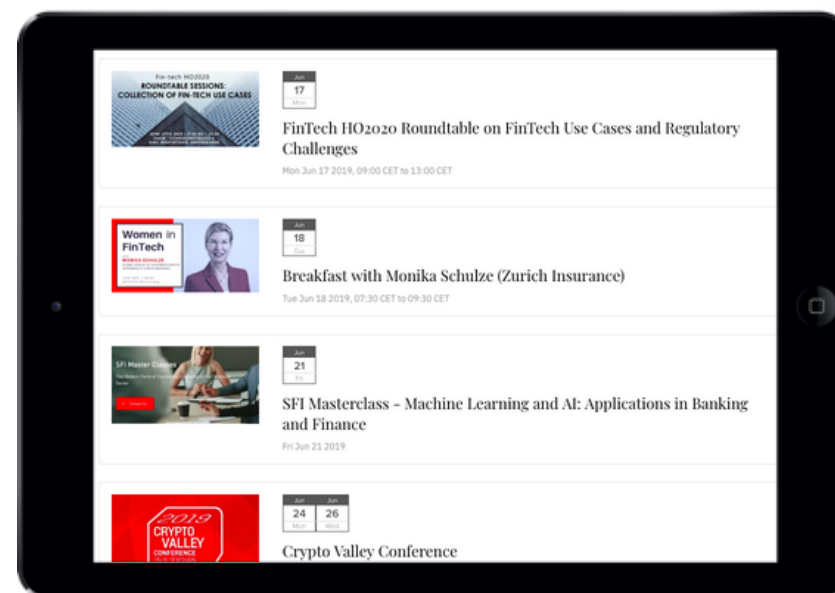 Fin-tech HO2020
ROUNDTABLE SESSIONS:
COLLECTION OF FIN-TECH USE CASES
Jun
17
Mon
FinTech HO2020 Roundtable on FinTech Use Cases and Regulatory
Challenges
Mon Jun 17 2019, 09:00 CET to 13:00 CET
Women in
FinTech
MONIKA SCHULZE
Jun
18
Tue
Breakfast with Monika Schulze (Zurich Insurance)
Tue Jun 18 2019, 07:30 CET to 09:30 CET
SFI Master Classes
Jun
21
Fri
SFI Masterclass - Machine Learning and AI: Applications in Banking
and Finance
Fri Jun 21 2019
2019
CRYPTO
VALLEY
CONFERENCE
Jun Jun
24 26
Mon Wed
Crypto Valley Conference